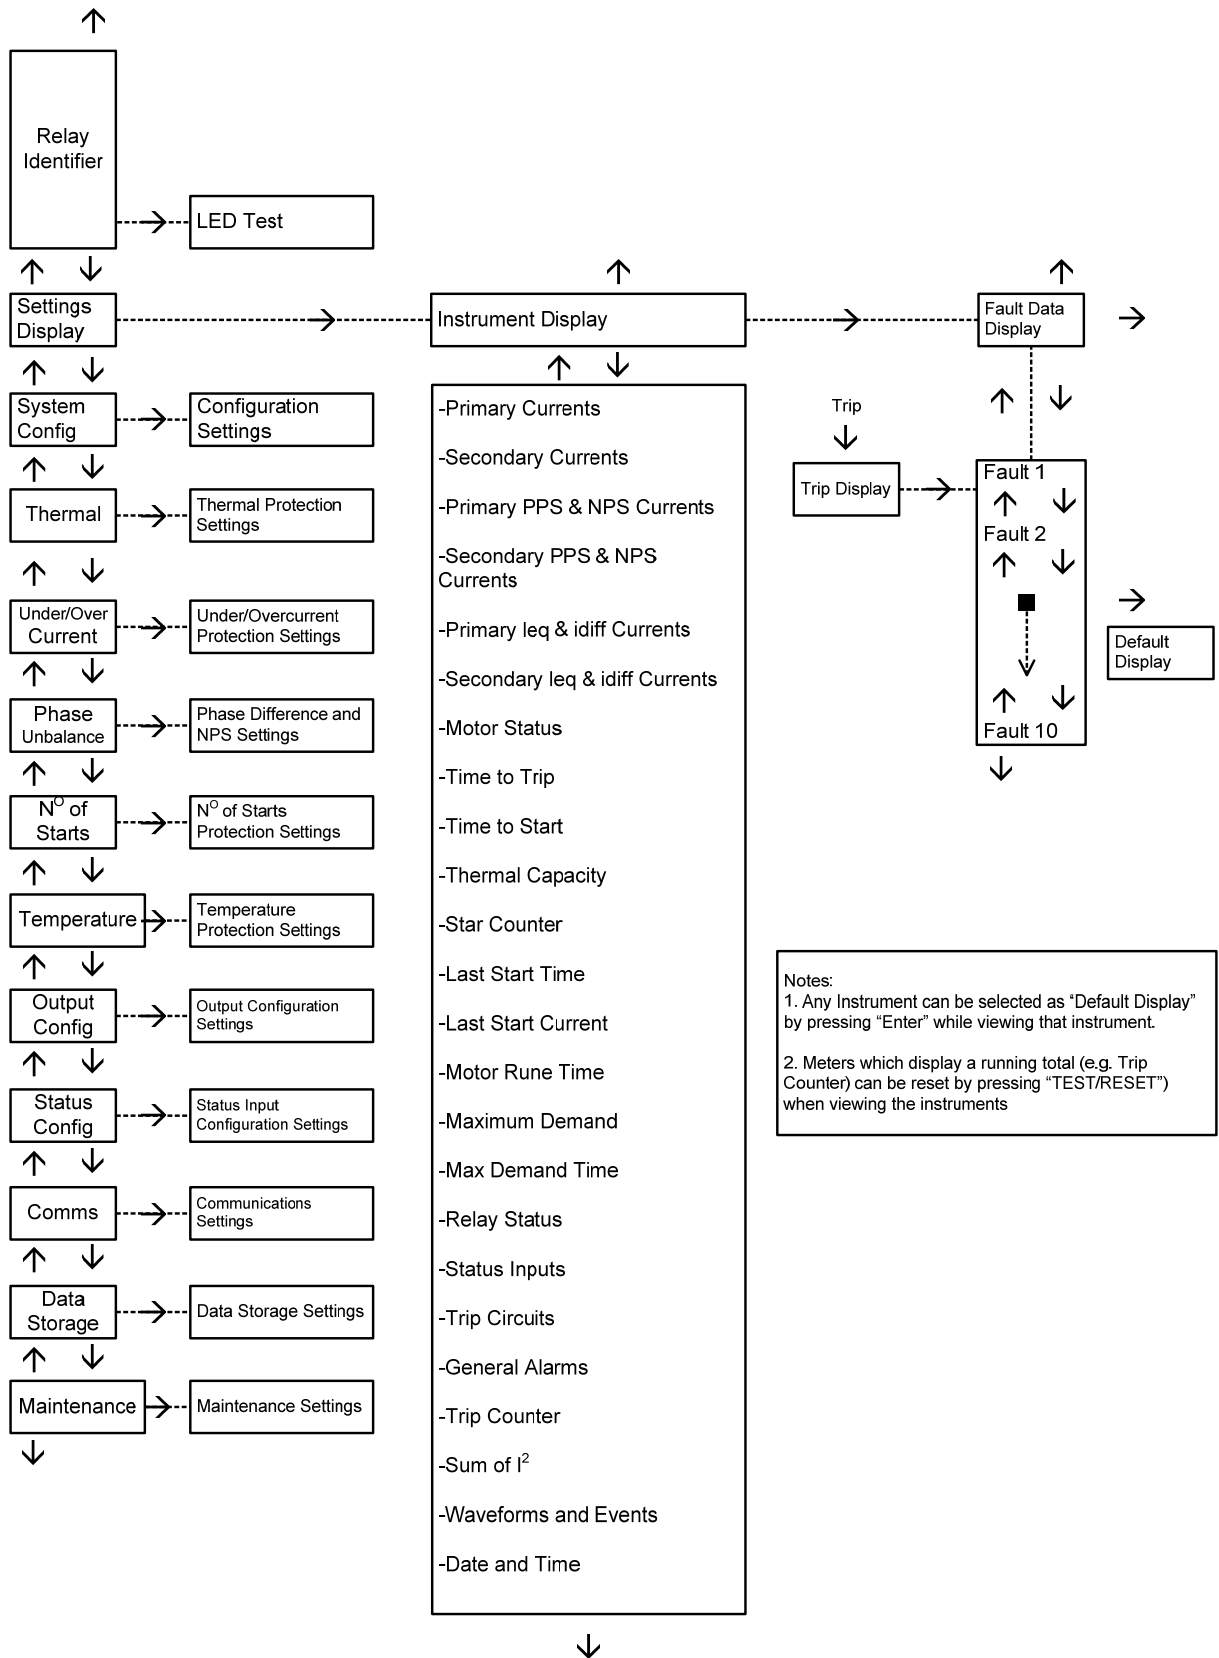 Relay
Identifier
LED Test
Settings
Display
Instrument Display
Fault Data
Display
System
Config
Configuration
Settings
Thermal
Thermal Protection
Settings
Under/Over
Current
Under/Overcurrent
Protection Settings
Phase
Unbalance
Phase Difference and
NPS Settings
N° of
Starts
N° of Starts
Protection Settings
Temperature
Temperature
Protection Settings
Output
Config
Output Configuration
Settings
Status
Config
Status Input
Configuration Settings
Comms
Communications
Settings
Data
Storage
Data Storage Settings
Maintenance
Maintenance Settings
-Primary Currents
-Secondary Currents
-Primary PPS & NPS Currents
-Secondary PPS & NPS
Currents
-Primary Ieq & idiff Currents
-Secondary Ieq & idiff Currents
-Motor Status
-Time to Trip
-Time to Start
-Thermal Capacity
-Star Counter
-Last Start Time
-Last Start Current
-Motor Rune Time
-Maximum Demand
-Max Demand Time
-Relay Status
-Status Inputs
-Trip Circuits
-General Alarms
-Trip Counter
-Sum of I²
-Waveforms and Events
-Date and Time
Trip
Trip Display
Fault 1
Fault 2
Fault 10
Default
Display
Notes:
1. Any Instrument can be selected as “Default Display”
by pressing “Enter” while viewing that instrument.
2. Meters which display a running total (e.g. Trip
Counter) can be reset by pressing “TEST/RESET”)
when viewing the instruments